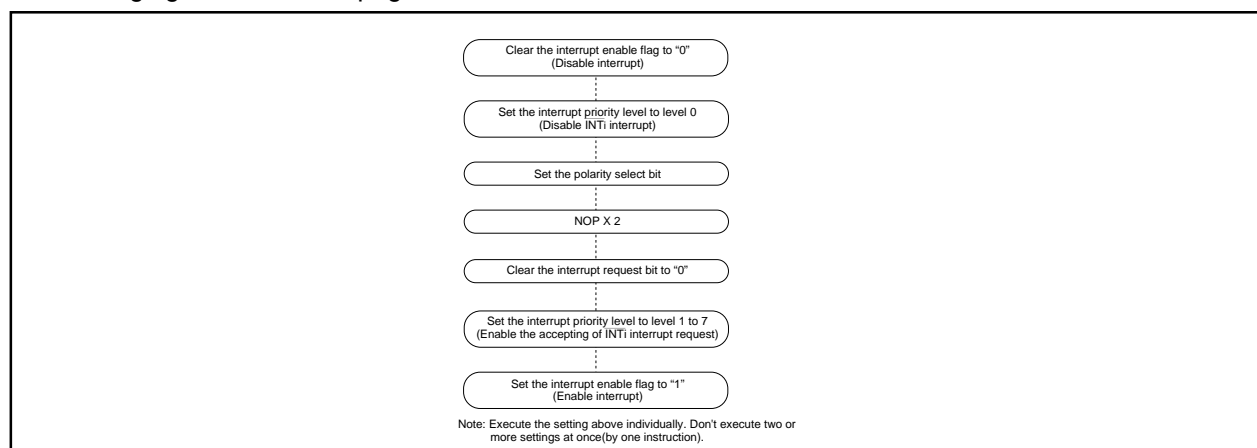 Clear the interrupt enable flag to “0”
(Disable interrupt)
Set the interrupt priority level to level 0
(Disable INTi interrupt)
Set the polarity select bit
NOP X 2
Clear the interrupt request bit to “0”
Set the interrupt priority level to level 1 to 7
(Enable the accepting of INTi interrupt request)
Set the interrupt enable flag to “1”
(Enable interrupt)
Note: Execute the setting above individually. Don’t execute two or
more settings at once(by one instruction).